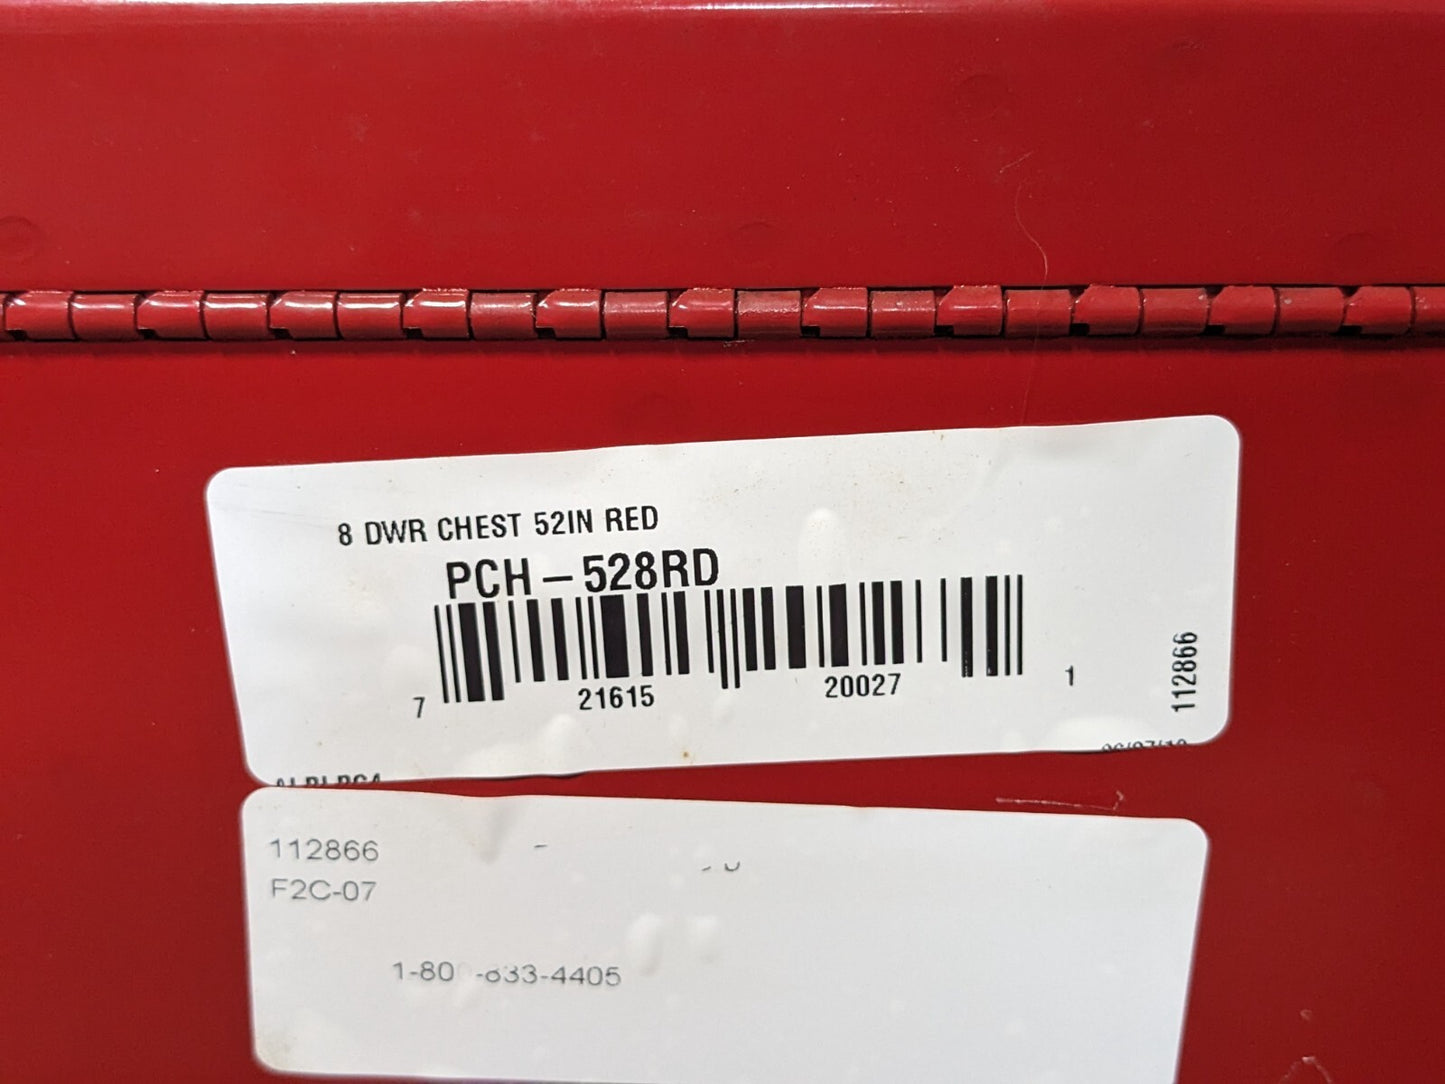 8 DWR CHEST 52IN RED
PCH-528RD
7 21615 20027 1
112866
112866
F2C-07